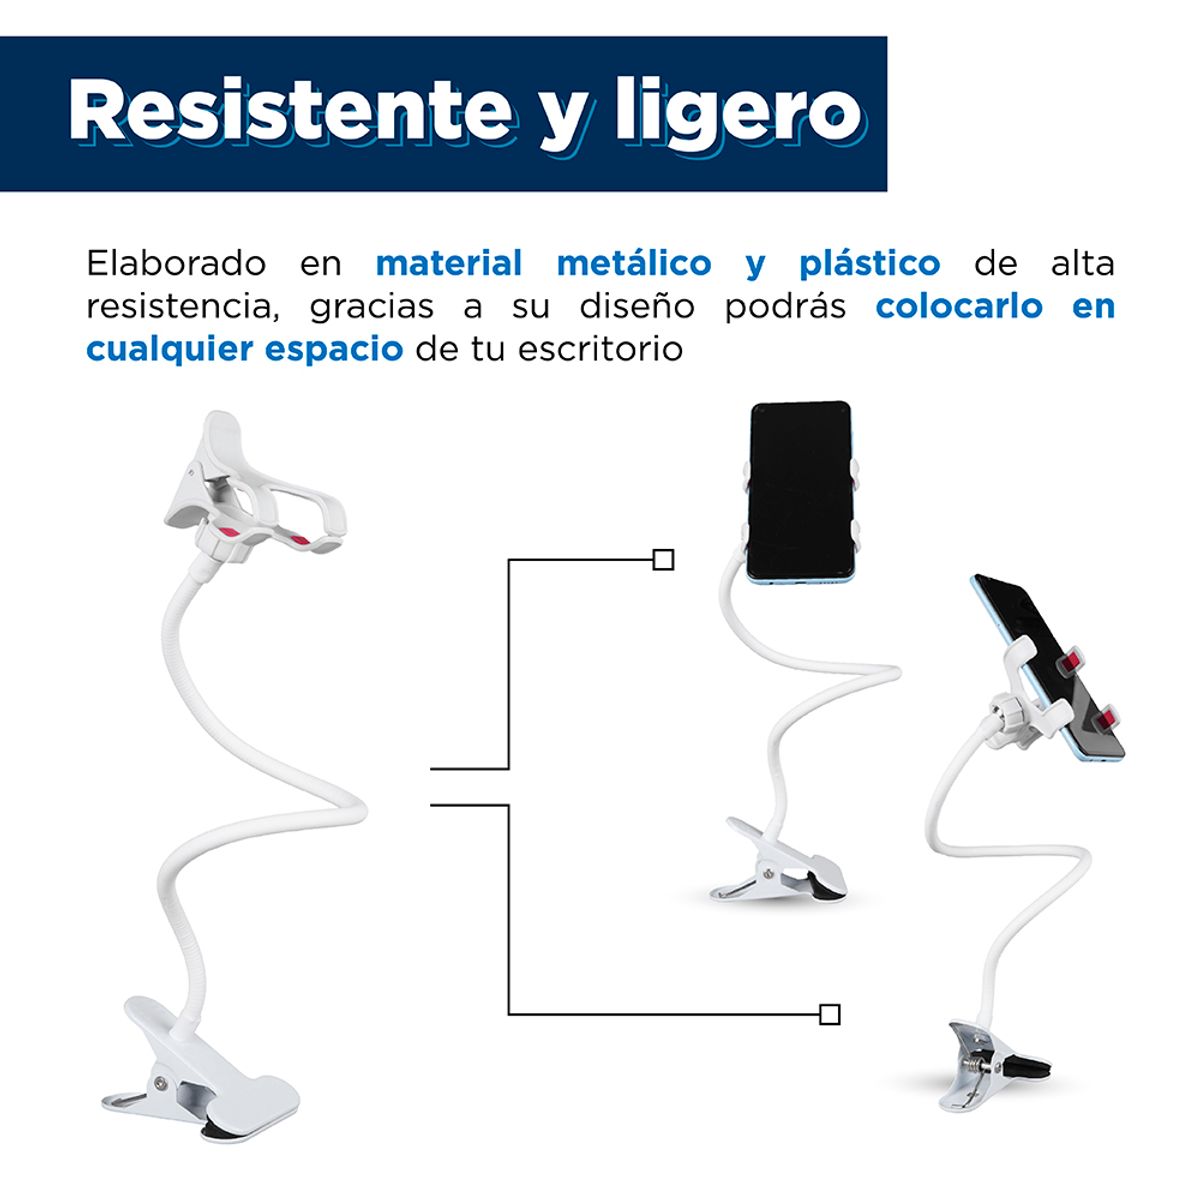 Resistente y ligero
Elaborado en material metálico y plástico de alta
resistencia, gracias a su diseño podrás colocarlo en
cualquier espacio de tu escritorio